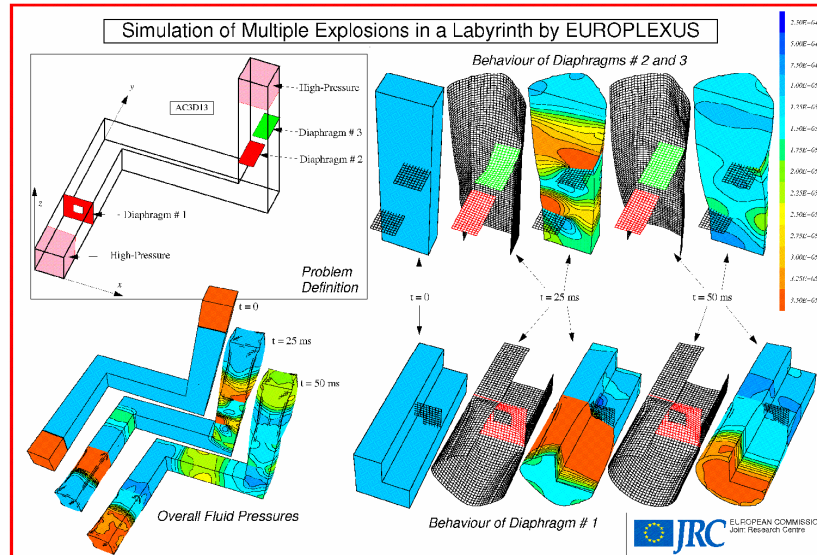 Simulation of Multiple Explosions in a Labyrinth by EUROPLEXUS
AC3D13
y
High-Pressure
Diaphragm # 3
Diaphragm # 2
z
Diaphragm # 1
High-Pressure
x
Problem
Definition
Behaviour of Diaphragms # 2 and 3
t = 0
t = 25 ms
t = 50 ms
t = 0
t = 25 ms
t = 50 ms
Overall Fluid Pressures
Behaviour of Diaphragm # 1
JRC
EUROPEAN COMMISSION
Joint Research Centre